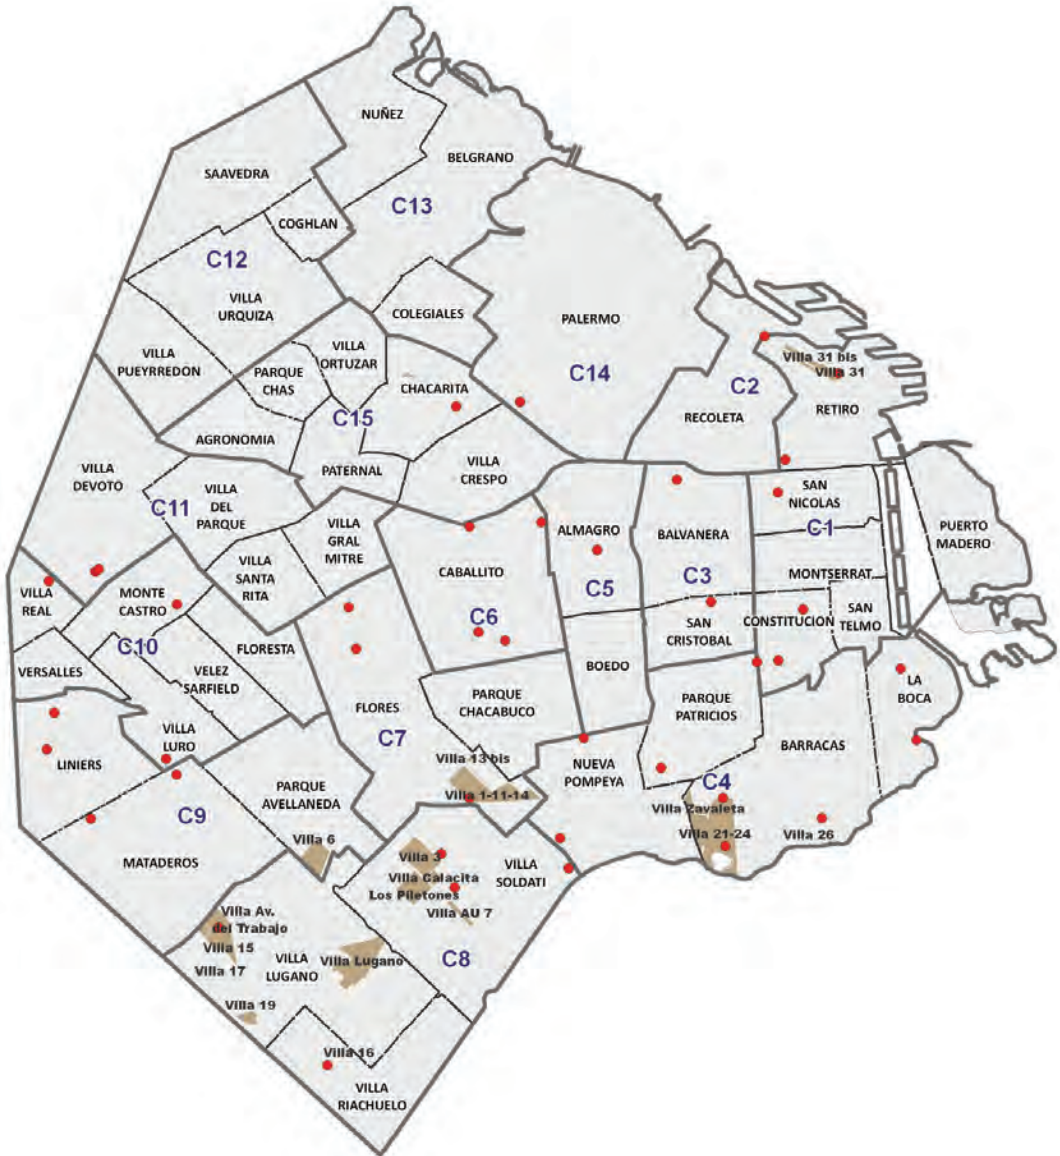 NUÑEZ
BELGRANO
SAAVEDRA
C13
COGHLAN
C12
VILLA
URQUIZA
COLEGIALES
PALERMO
VILLA
ORTUZAR
VILLA
PUEYRREDON
PARQUE
CHAS
CHACARITA
C14
Villa 31 bis
Villa 31
C2
RECOLETA
RETIRO
C15
AGRONOMIA
PATERNAL
VILLA
CRESPO
VILLA
DEVOTO
C11
VILLA
DEL
PARQUE
VILLA
GRAL
MITRE
ALMAGRO
BALVANERA
SAN
NICOLAS
C1
PUERTO
MADERO
VILLA
SANTA
RITA
CABALLITO
C5
C3
MONTSERRAT
VILLA
REAL
MONTE
CASTRO
C6
SAN
CRISTOBAL
CONSTITUCION
SAN
TELMO
C10
VERSALLES
VELEZ
SARFIELD
FLORESTA
BOEDO
LA
BOCA
PARQUE
CHACABUCO
PARQUE
PATRICIOS
FLORES
C7
VILLA
LURO
LINIERS
BARRACAS
NUEVA
POMPEYA
Villa 13 bis
Villa 1-11-14
PARQUE
AVELLANEDA
C4
Villa Zavaleta
Villa 21-24
Villa 26
C9
MATADEROS
Villa 6
Villa 3
Villa Calacita
Los Piletones
Villa AU 7
VILLA
SOLDATI
Villa Av.
del Trabajo
Villa 15
Villa 17
VILLA
LUGANO
Villa Lugano
C8
Villa 19
Villa 16
VILLA
RIACHUELO